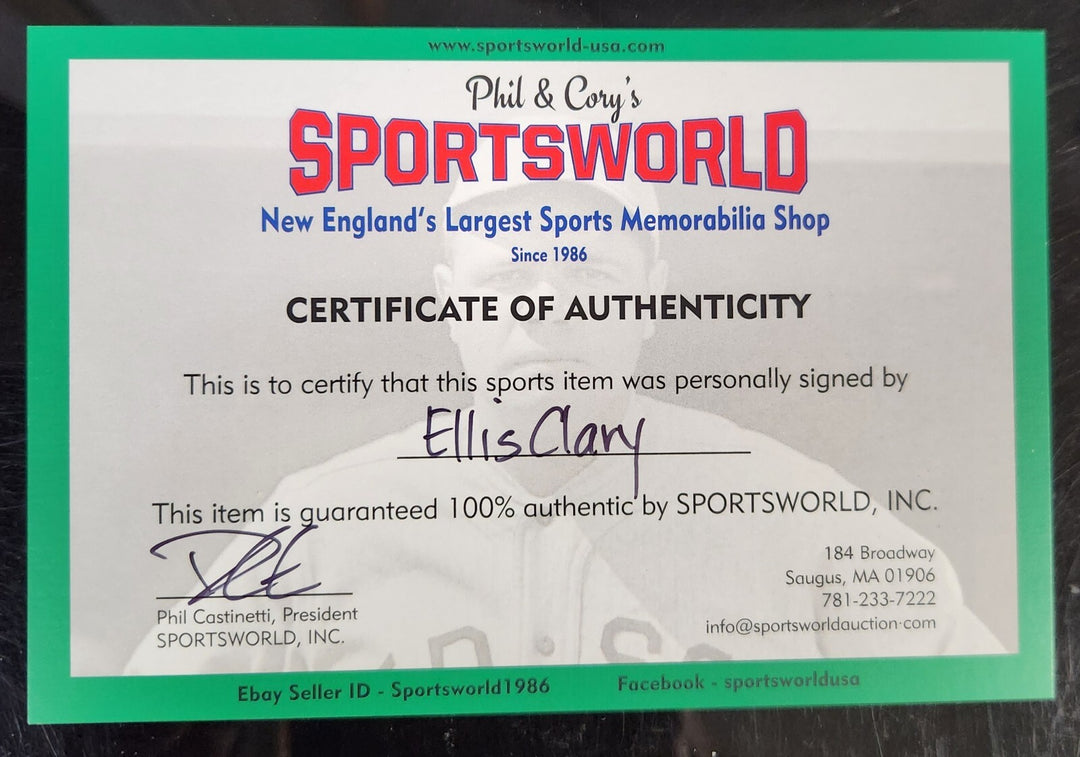 www.sportsworld-usa.com
Phil & Cory's
SPORTSWORLD
New England's Largest Sports Memorabilia Shop
Since 1986
CERTIFICATE OF AUTHENTICITY
This is to certify that this sports item was personally signed by
Ellis Clary
This item is guaranteed 100% authentic by SPORTSWORLD, INC.
Phil Castinetti, President
SPORTSWORLD, INC.
184 Broadway
Saugus, MA 01906
781-233-7222
info@sportsworldauction.com
Ebay Seller ID - Sportsworld1986
Facebook - sportsworldusa